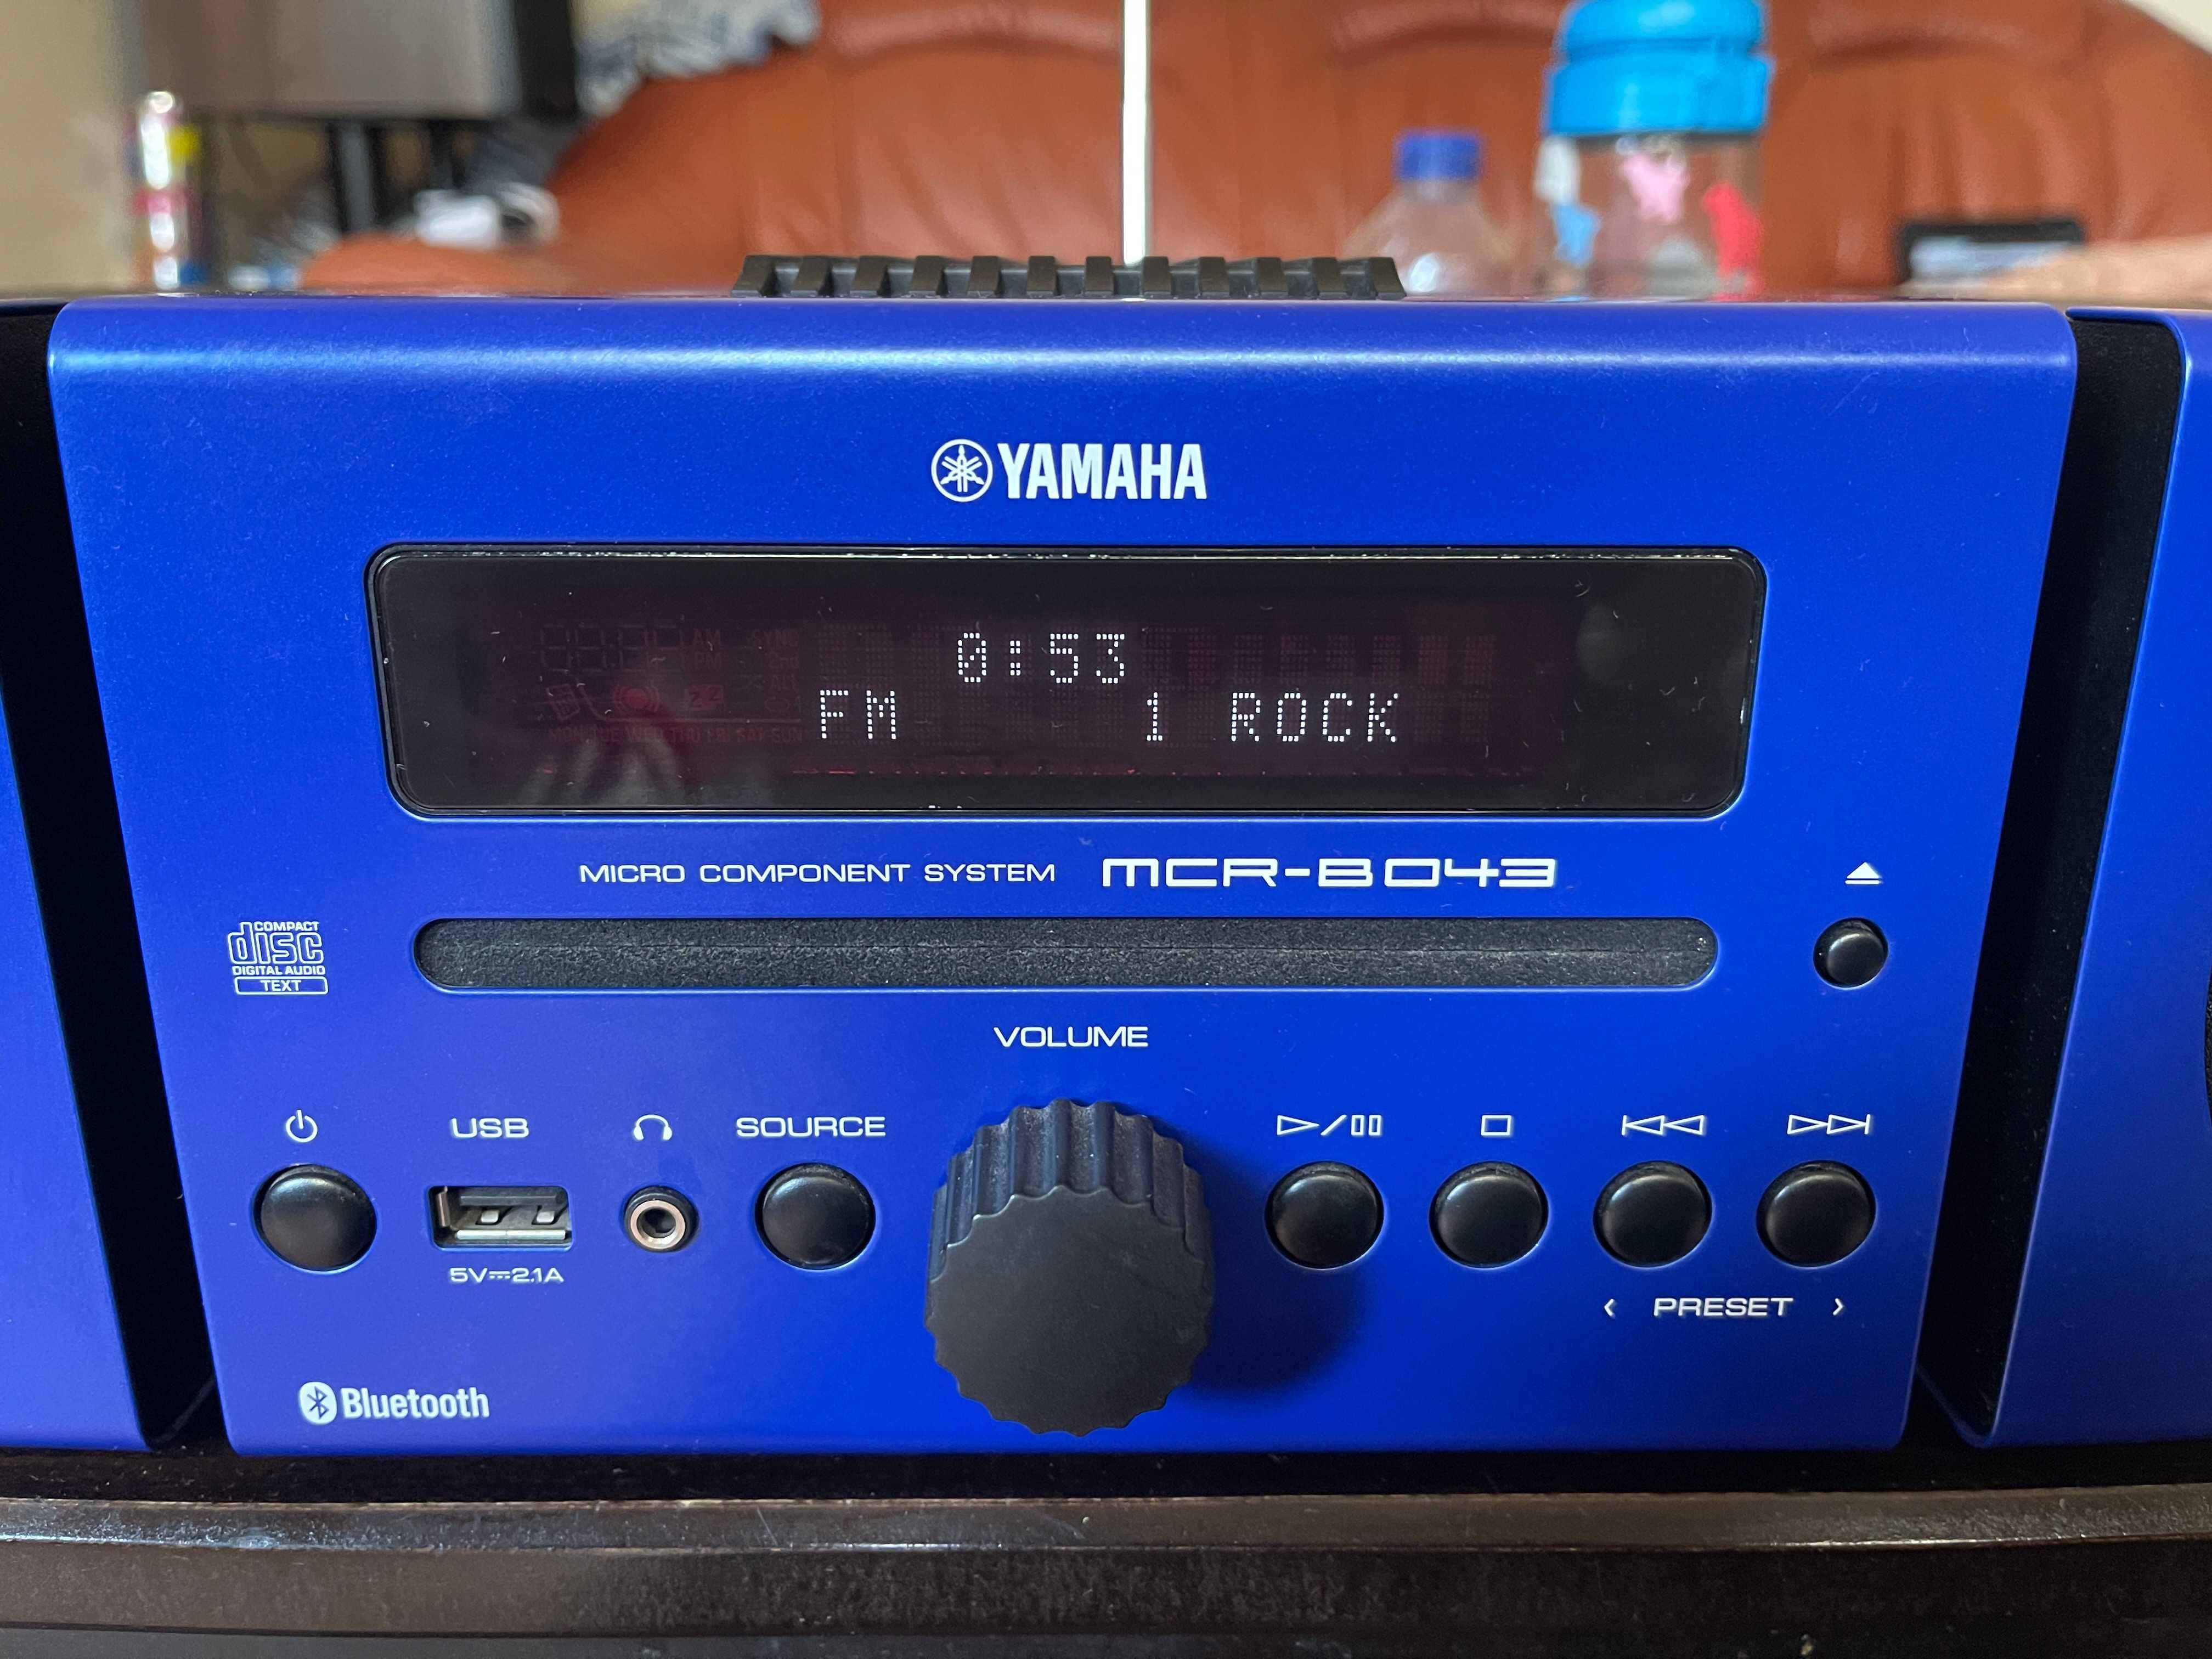 YAMAHA
0:53
FM 1 ROCK
MICRO COMPONENT SYSTEM MCR-B043
COMPACT
disc
DIGITAL AUDIO
TEXT
VOLUME
USB SOURCE
5V⎓2.1A
‹ PRESET ›
Bluetooth